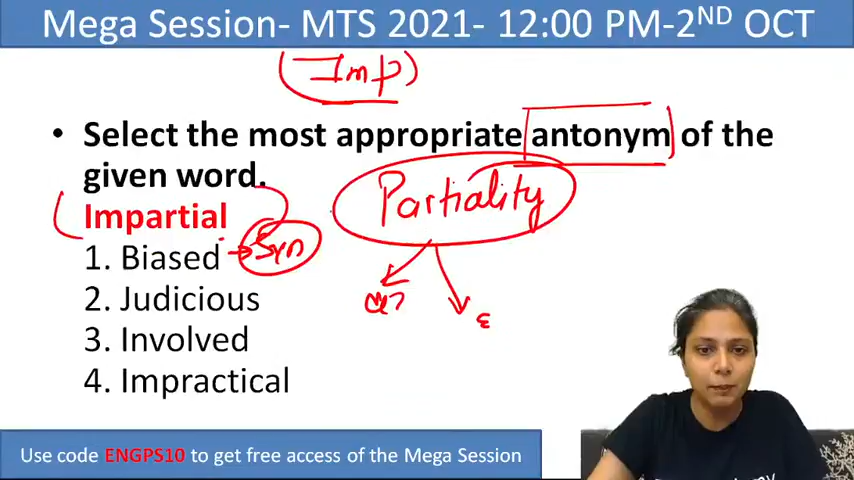 Mega Session- MTS 2021- 12:00 PM-2ND OCT
(Imp)
• Select the most appropriate antonym of the
given word.
Partiality
Impartial
1. Biased → Syn
2. Judicious
3. Involved
4. Impractical
Use code ENGPS10 to get free access of the Mega Session